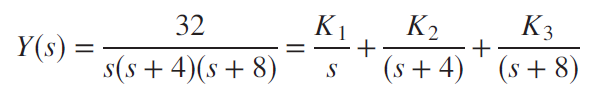 Y(s) = 32 / s(s + 4)(s + 8) = K₁ / s + K₂ / (s + 4) + K₃ / (s + 8)